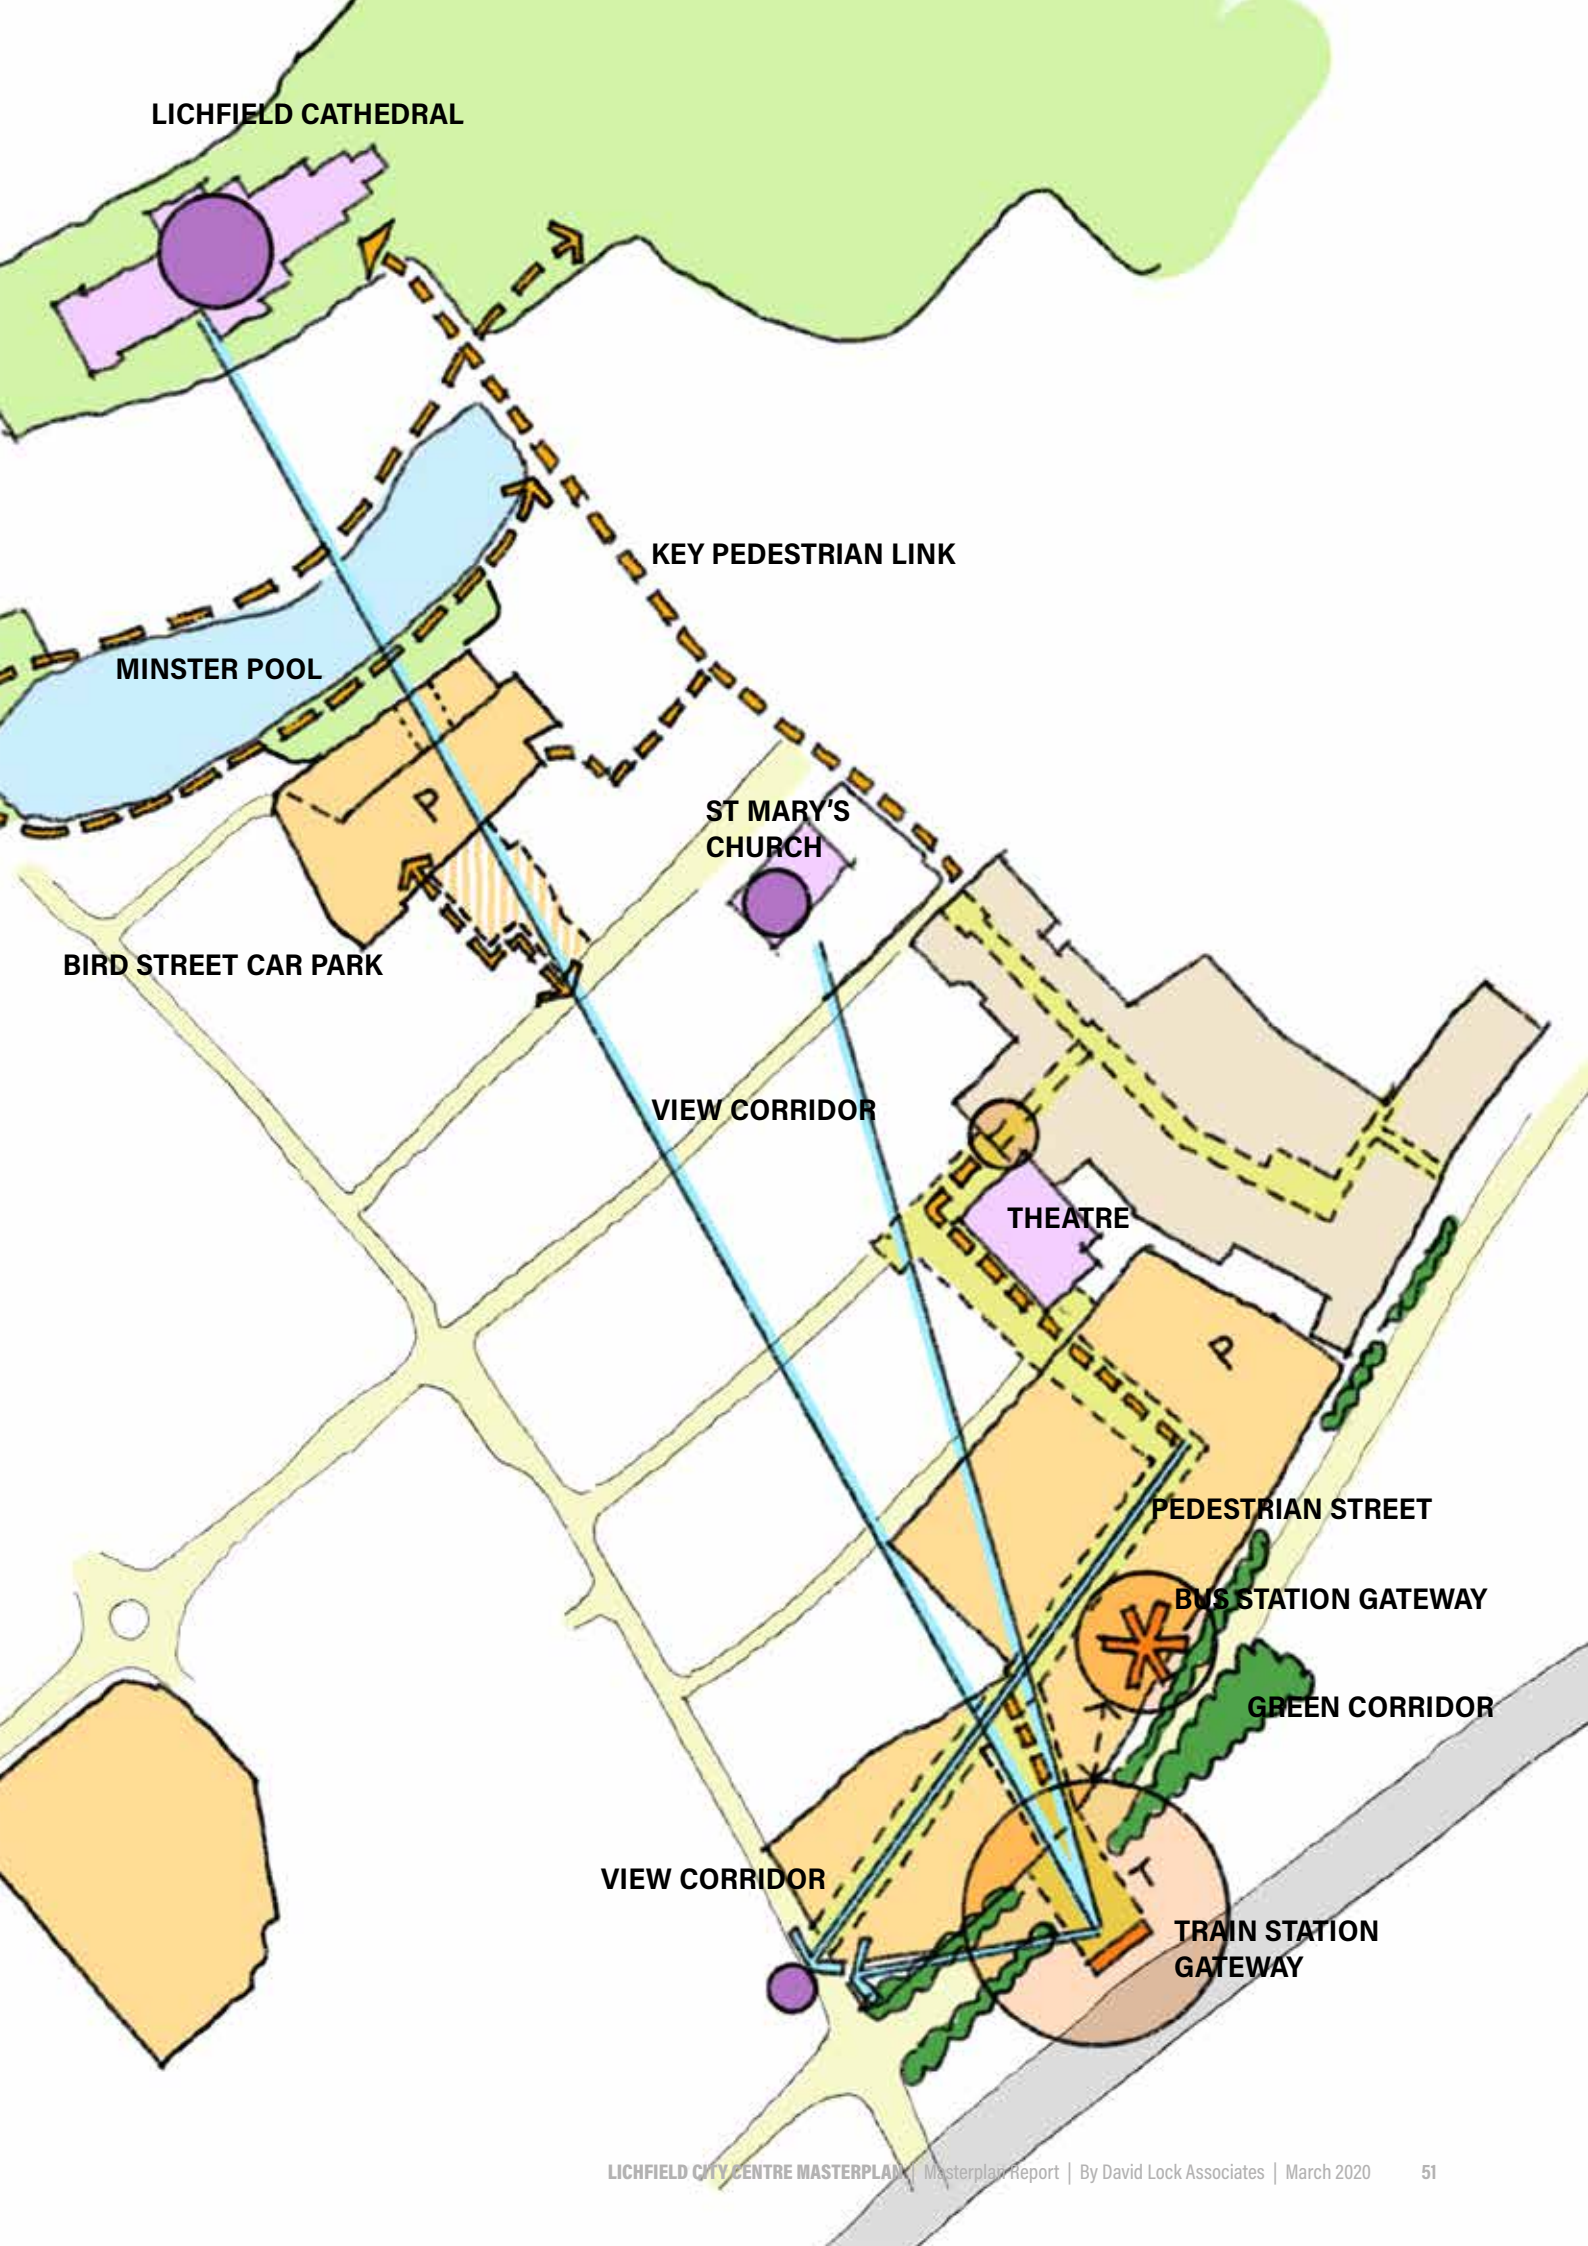 LICHFIELD CATHEDRAL
KEY PEDESTRIAN LINK
MINSTER POOL
P
ST MARY'S
CHURCH
BIRD STREET CAR PARK
VIEW CORRIDOR
THEATRE
P
PEDESTRIAN STREET
BUS STATION GATEWAY
GREEN CORRIDOR
VIEW CORRIDOR
TRAIN STATION
GATEWAY
LICHFIELD CITY CENTRE MASTERPLAN | Masterplan Report | By David Lock Associates | March 2020 51